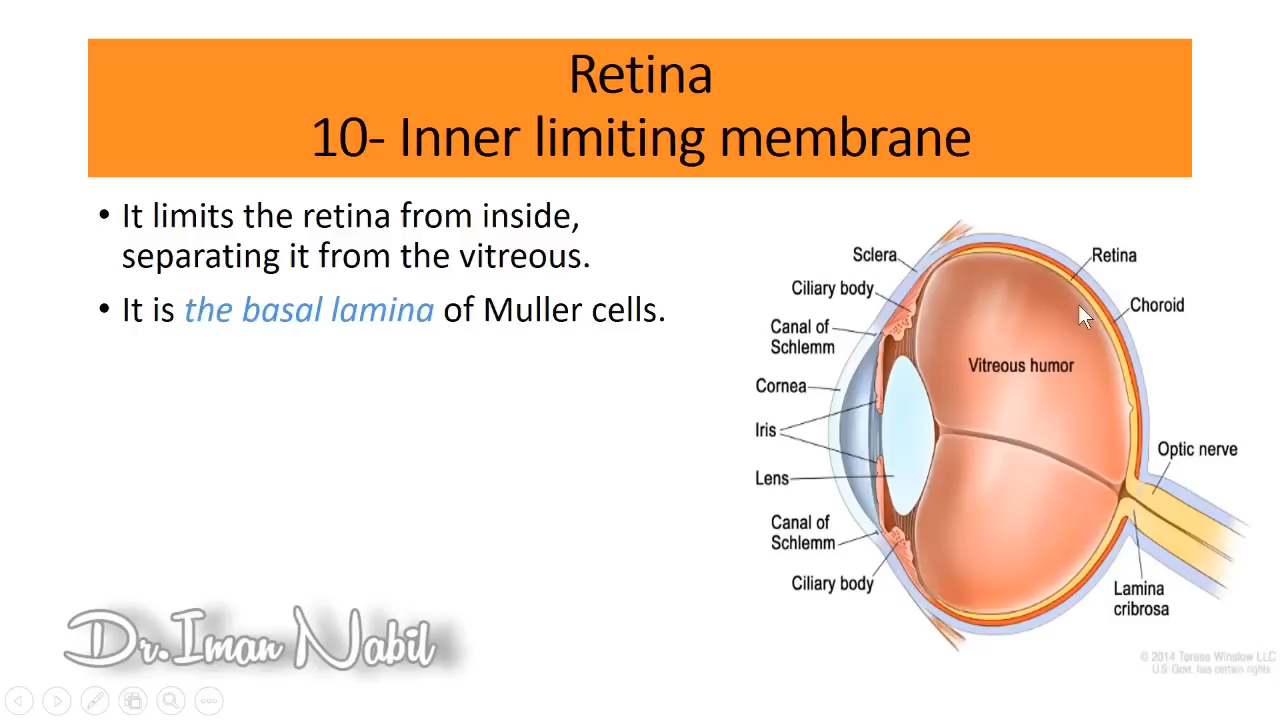 Retina
10- Inner limiting membrane
• It limits the retina from inside,
separating it from the vitreous.
• It is the basal lamina of Muller cells.
Sclera
Retina
Ciliary body
Choroid
Canal of
Schlemm
Vitreous humor
Cornea
Iris
Optic nerve
Lens
Canal of
Schlemm
Ciliary body
Lamina
cribrosa
Dr.Iman Nabil
© 2014 Terese Winslow LLC
U.S. Govt. has certain rights